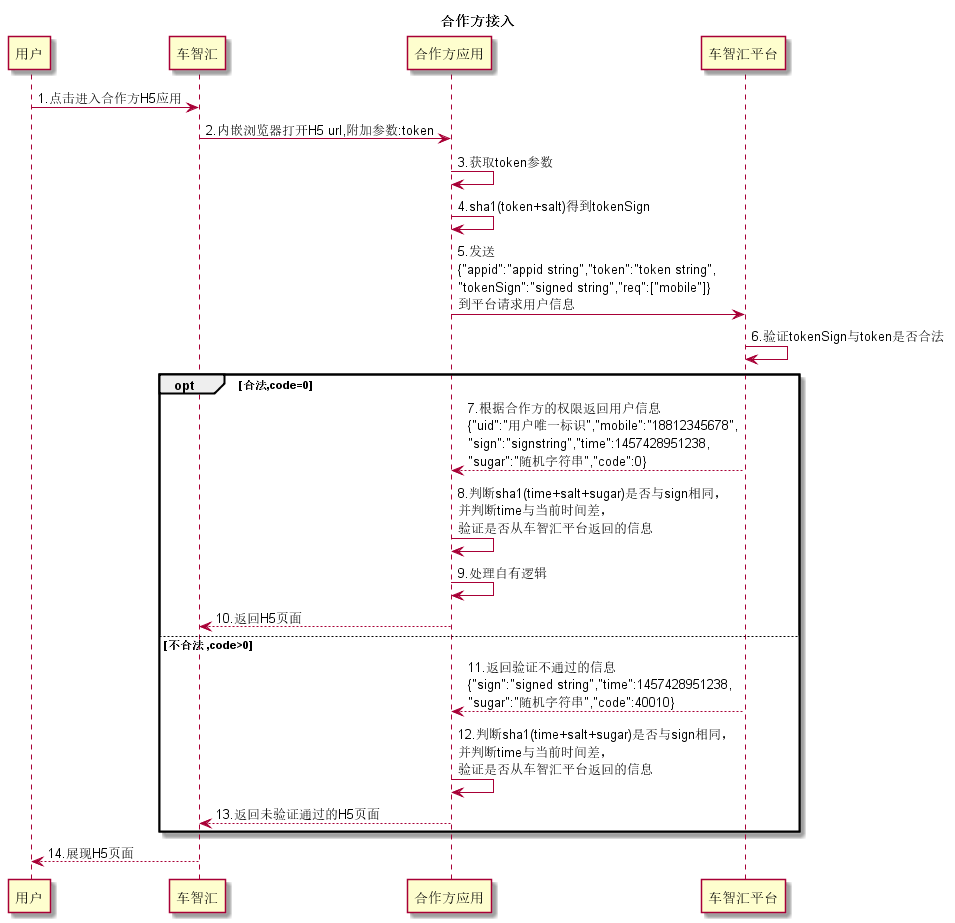 合作方接入
用户
车智汇
合作方应用
车智汇平台
1.点击进入合作方H5应用
2.内嵌浏览器打开H5 url,附加参数:token
3.获取token参数
4.sha1(token+salt)得到tokenSign
5.发送
{"appid":"appid string","token":"token string",
"tokenSign":"signed string","req":["mobile"]}
到平台请求用户信息
6.验证tokenSign与token是否合法
opt
[合法,code=0]
7.根据合作方的权限返回用户信息
{"uid":"用户唯一标识","mobile":"18812345678",
"sign":"signstring","time":1457428951238,
"sugar":"随机字符串","code":0}
8.判断sha1(time+salt+sugar)是否与sign相同，
并判断time与当前时间差，
验证是否从车智汇平台返回的信息
9.处理自有逻辑
10.返回H5页面
[不合法,code>0]
11.返回验证不通过的信息
{"sign":"signed string","time":1457428951238,
"sugar":"随机字符串","code":40010}
12.判断sha1(time+salt+sugar)是否与sign相同，
并判断time与当前时间差，
验证是否从车智汇平台返回的信息
13.返回未验证通过的H5页面
14.展现H5页面
用户
车智汇
合作方应用
车智汇平台